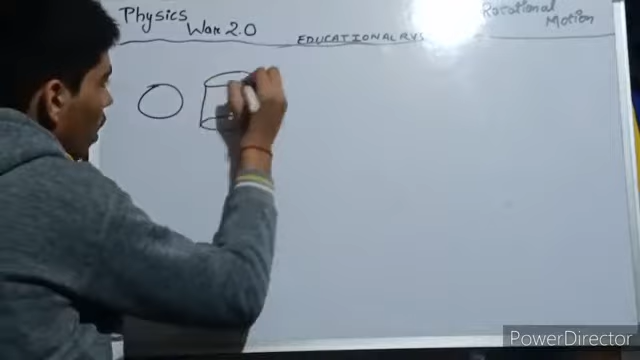 Physics
War 2.0
EDUCATIONAL RVS
Rotational
Motion
PowerDirector